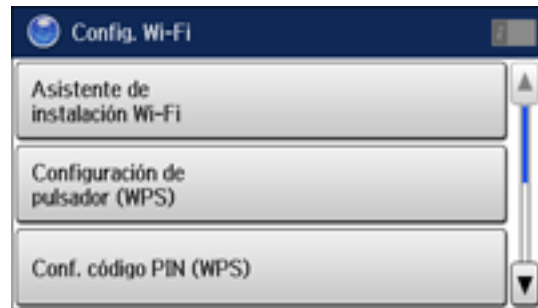 Config. Wi-Fi
Asistente de
instalación Wi-Fi
Configuración de
pulsador (WPS)
Conf. código PIN (WPS)